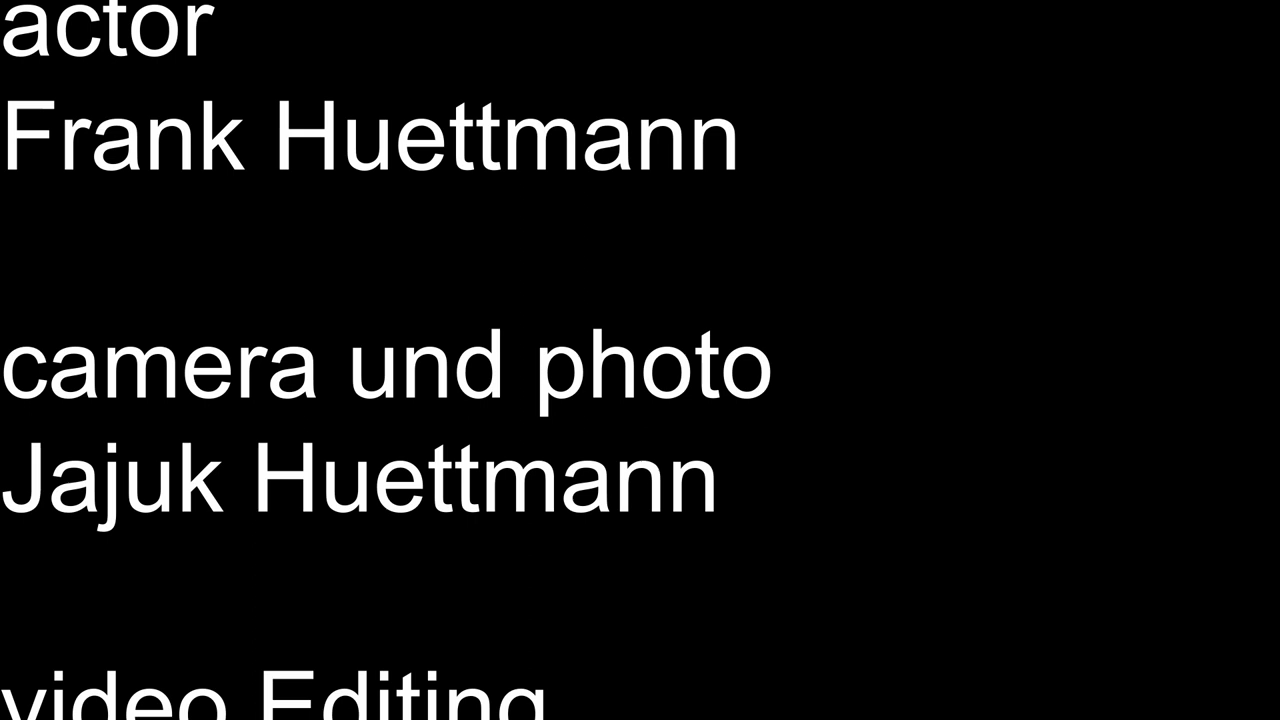 actor
Frank Huettmann
camera und photo
Jajuk Huettmann
video Editing